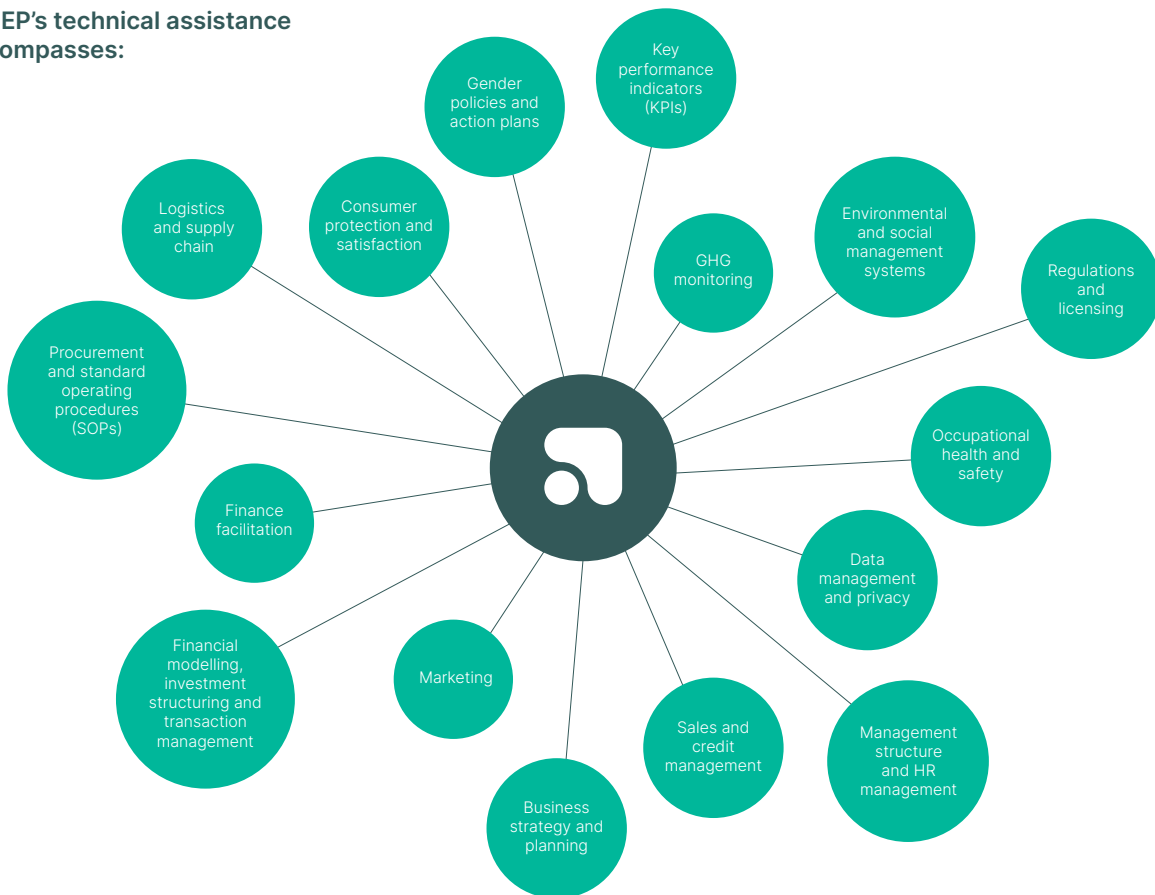 EP’s technical assistance
ompasses:
Key
performance
indicators
(KPIs)
Gender
policies and
action plans
Logistics
and supply
chain
Consumer
protection and
satisfaction
Environmental
and social
management
systems
GHG
monitoring
Regulations
and
licensing
Procurement
and standard
operating
procedures
(SOPs)
Occupational
health and
safety
Finance
facilitation
Data
management
and privacy
Financial
modelling,
investment
structuring and
transaction
management
Marketing
Sales and
credit
management
Management
structure
and HR
management
Business
strategy and
planning